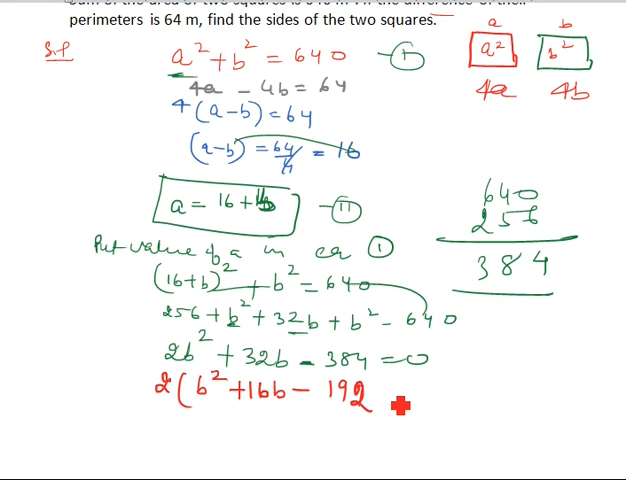 perimeters is 64 m, find the sides of the two squares.
Sol
a² + b² = 640 — I
4a - 4b = 64
4(a-b) = 64
(a-b) = 64/4 = 16
a = 16 + b — II
Put value of a in eq I
(16+b)² + b² = 640
256 + b² + 32b + b² - 640
2b² + 32b - 384 = 0
2(b² + 16b - 192
a b
a² b²
4a 4b
640
256
384